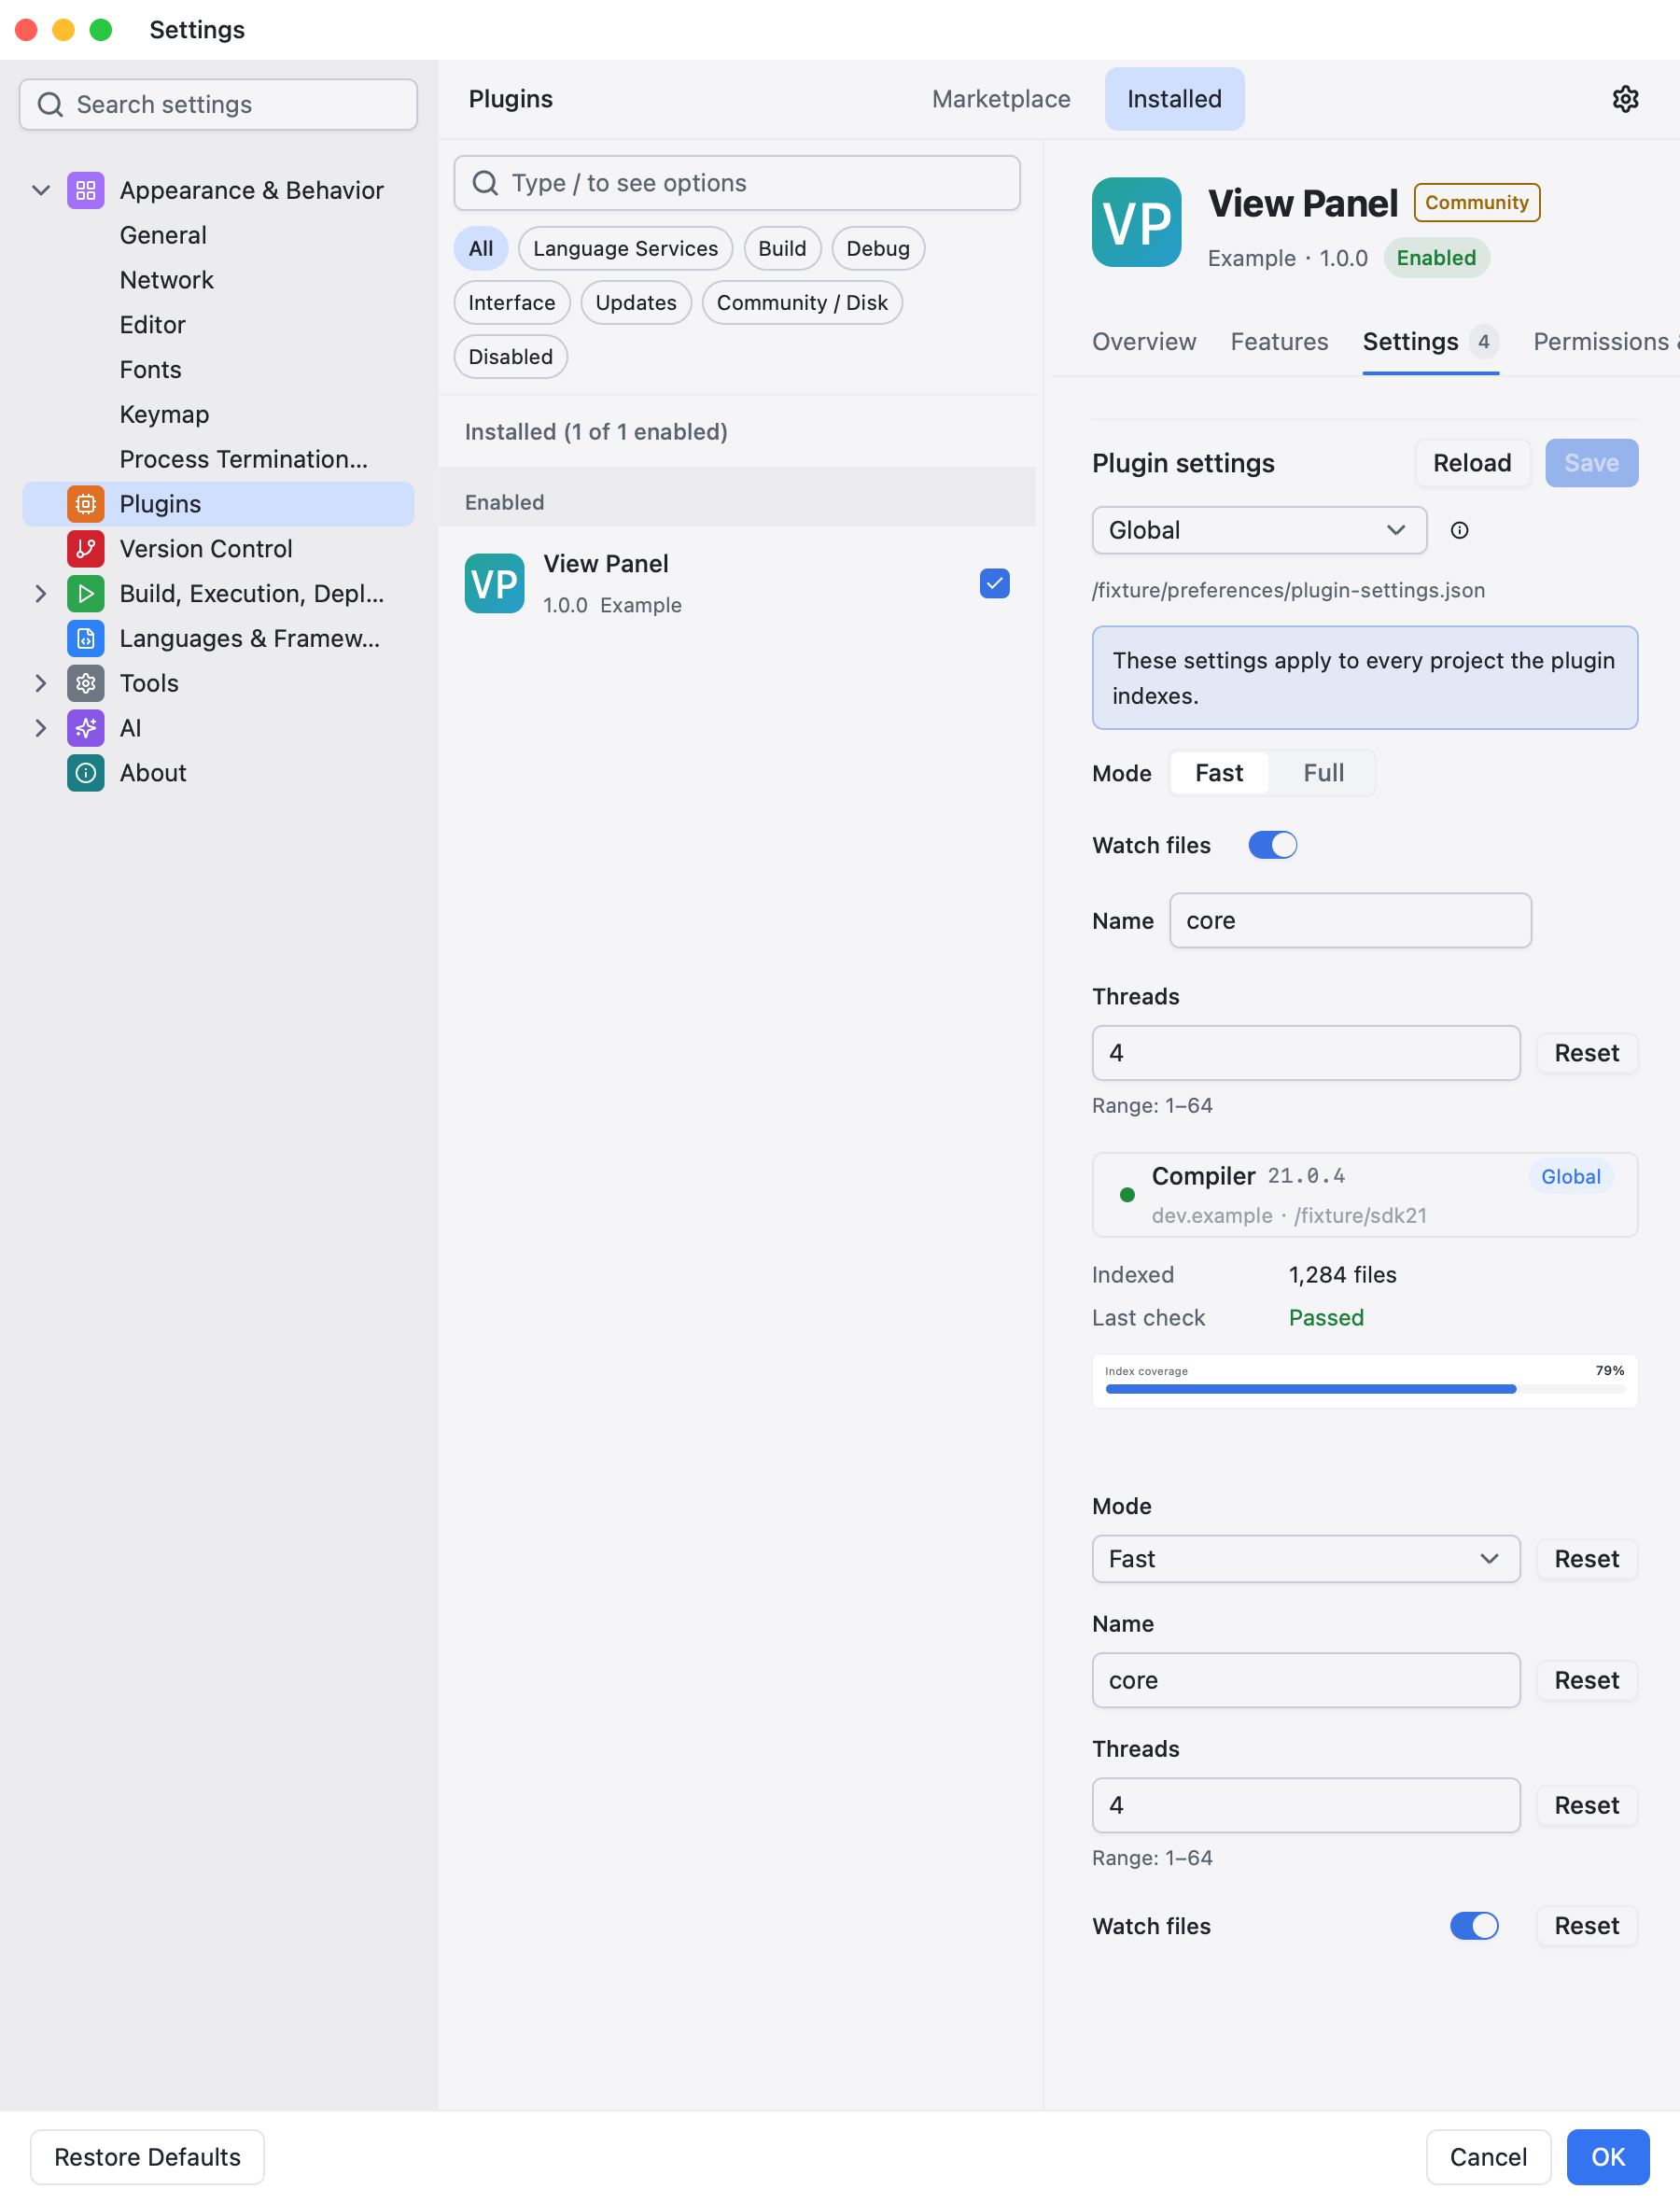 Settings
Search settings
Appearance & Behavior
General
Network
Editor
Fonts
Keymap
Process Termination...
Plugins
Version Control
Build, Execution, Depl...
Languages & Framew...
Tools
AI
About
Plugins
Marketplace
Installed
Type / to see options
All
Language Services
Build
Debug
Interface
Updates
Community / Disk
Disabled
Installed (1 of 1 enabled)
Enabled
VP
View Panel
1.0.0 Example
VP
View Panel
Community
Example · 1.0.0
Enabled
Overview
Features
Settings 4
Permissions
Plugin settings
Reload
Save
Global
/fixture/preferences/plugin-settings.json
These settings apply to every project the plugin
indexes.
Mode
Fast
Full
Watch files
Name
core
Threads
4
Reset
Range: 1–64
Compiler 21.0.4
Global
dev.example · /fixture/sdk21
Indexed
1,284 files
Last check
Passed
Index coverage
79%
Mode
Fast
Reset
Name
core
Reset
Threads
4
Reset
Range: 1–64
Watch files
Reset
Restore Defaults
Cancel
OK